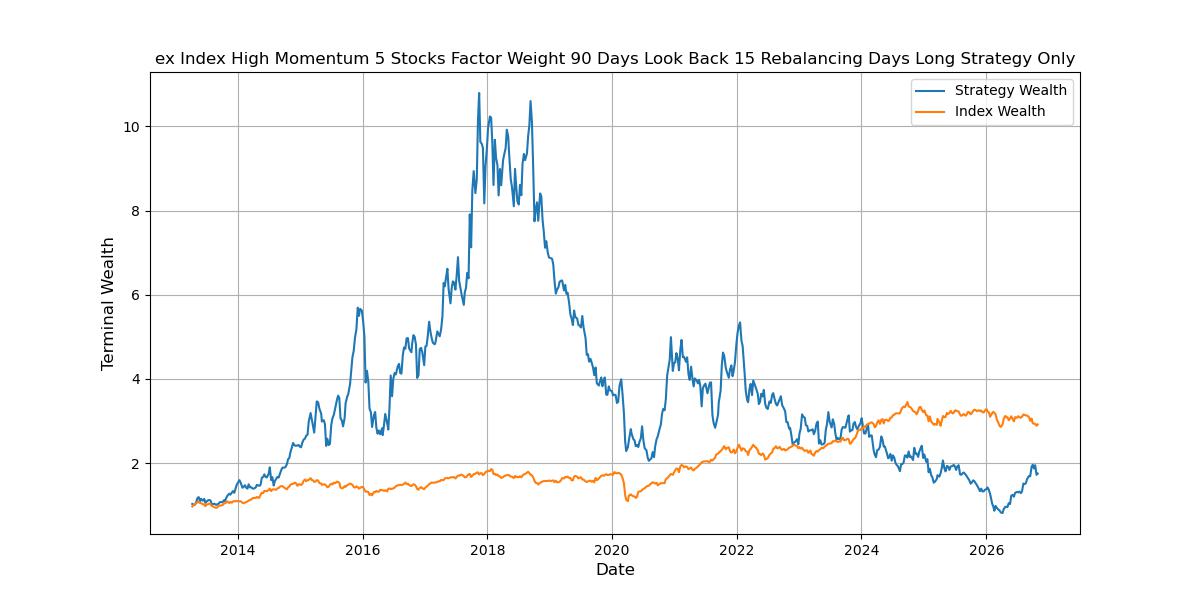 ex Index High Momentum 5 Stocks Factor Weight 90 Days Look Back 15 Rebalancing Days Long Strategy Only
Strategy Wealth
Index Wealth
Terminal Wealth
10
8
6
4
2
2014 2016 2018 2020 2022 2024 2026
Date